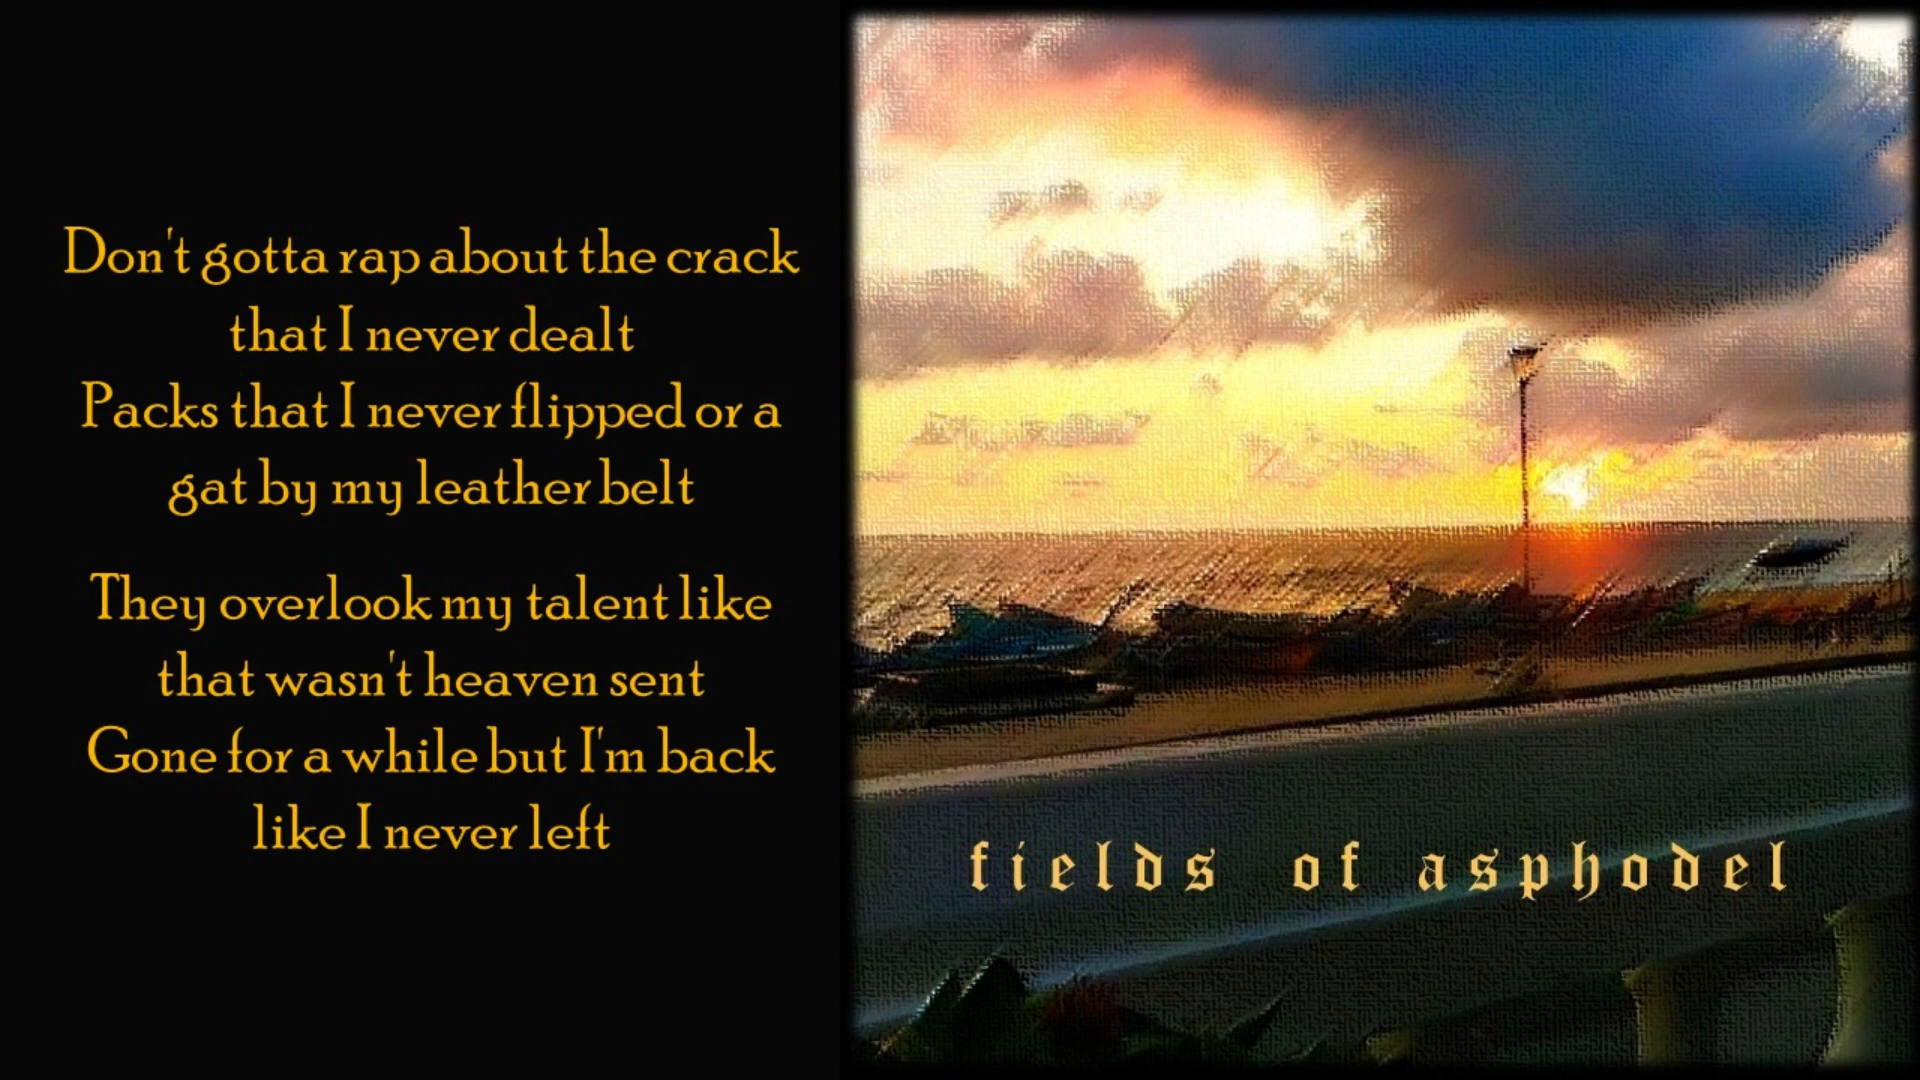 Don't gotta rap about the crack
that I never dealt
Packs that I never flipped or a
gat by my leather belt
They overlook my talent like
that wasn't heaven sent
Gone for a while but I'm back
like I never left
fields of asphodel